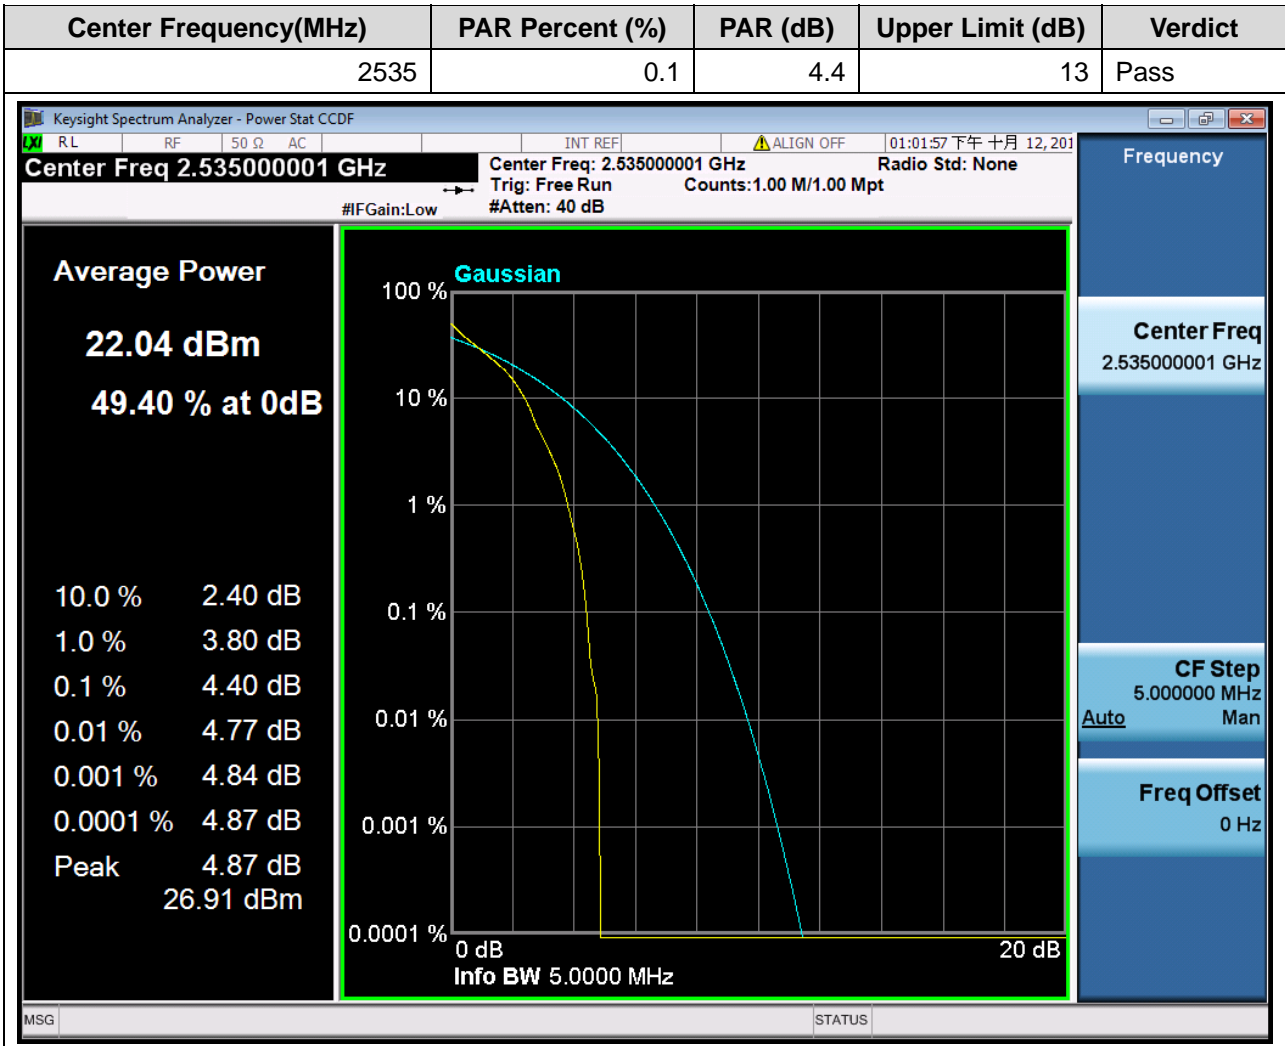 Center Frequency(MHz) PAR Percent (%) PAR (dB) Upper Limit (dB) Verdict
2535 0.1 4.4 13 Pass
Keysight Spectrum Analyzer - Power Stat CCDF
LXI RL RF 50 Ω AC INT REF ALIGN OFF 01:01:57 下午 十月 12, 201
Center Freq 2.535000001 GHz
#IFGain:Low
Center Freq: 2.535000001 GHz Radio Std: None
Trig: Free Run Counts:1.00 M/1.00 Mpt
#Atten: 40 dB
Average Power
22.04 dBm
49.40 % at 0dB
10.0 % 2.40 dB
1.0 % 3.80 dB
0.1 % 4.40 dB
0.01 % 4.77 dB
0.001 % 4.84 dB
0.0001 % 4.87 dB
Peak 4.87 dB
26.91 dBm
Gaussian
100 %
10 %
1 %
0.1 %
0.01 %
0.001 %
0.0001 %
0 dB 20 dB
Info BW 5.0000 MHz
Frequency
Center Freq
2.535000001 GHz
CF Step
5.000000 MHz
Auto Man
Freq Offset
0 Hz
MSG STATUS